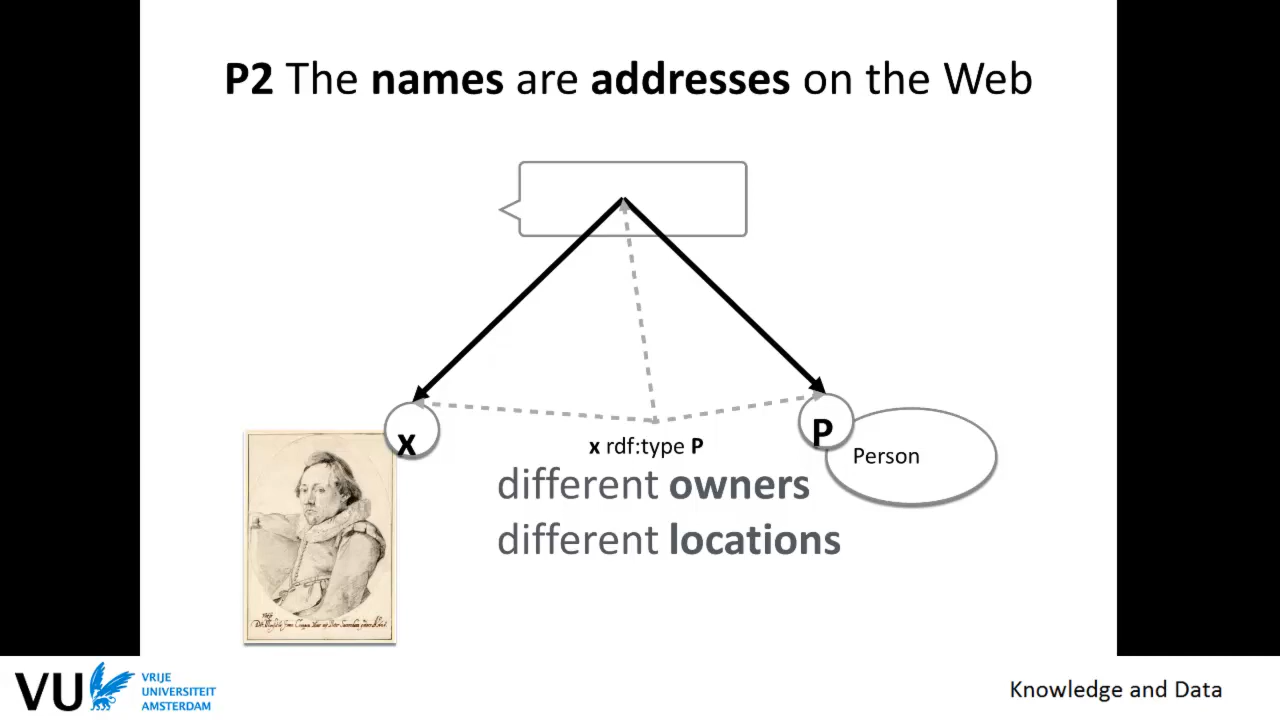 P2 The names are addresses on the Web
x
P
Person
x rdf:type P
different owners
different locations
VU
VRIJE
UNIVERSITEIT
AMSTERDAM
Knowledge and Data